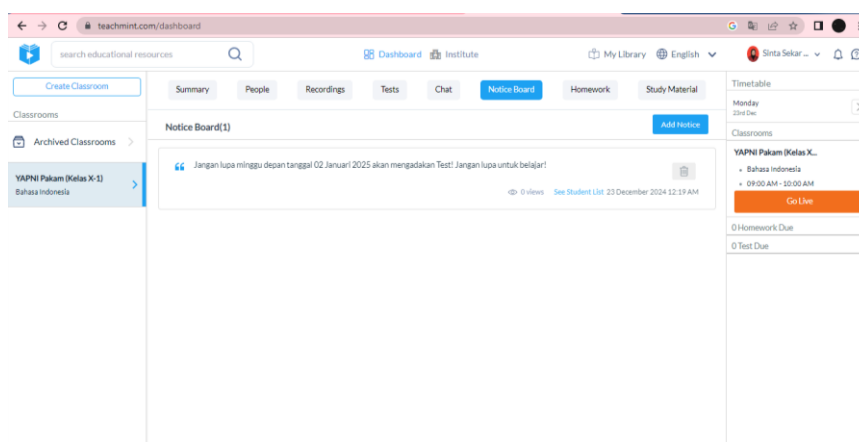 teachmint.com/dashboard
search educational resources
Dashboard
Institute
My Library
English
Sinta Sekar ...
Create Classroom
Classrooms
Archived Classrooms
YAPNI Pakam (Kelas X-1)
Bahasa Indonesia
Summary
People
Recordings
Tests
Chat
Notice Board
Homework
Study Material
Notice Board(1)
Add Notice
Jangan lupa minggu depan tanggal 02 Januari 2025 akan mengadakan Test! Jangan lupa untuk belajar!
0 views See Student List 23 December 2024 12:19 AM
Timetable
Monday
23rd Dec
Classrooms
YAPNI Pakam (Kelas X...
Bahasa Indonesia
09:00 AM - 10:00 AM
Go Live
0 Homework Due
0 Test Due